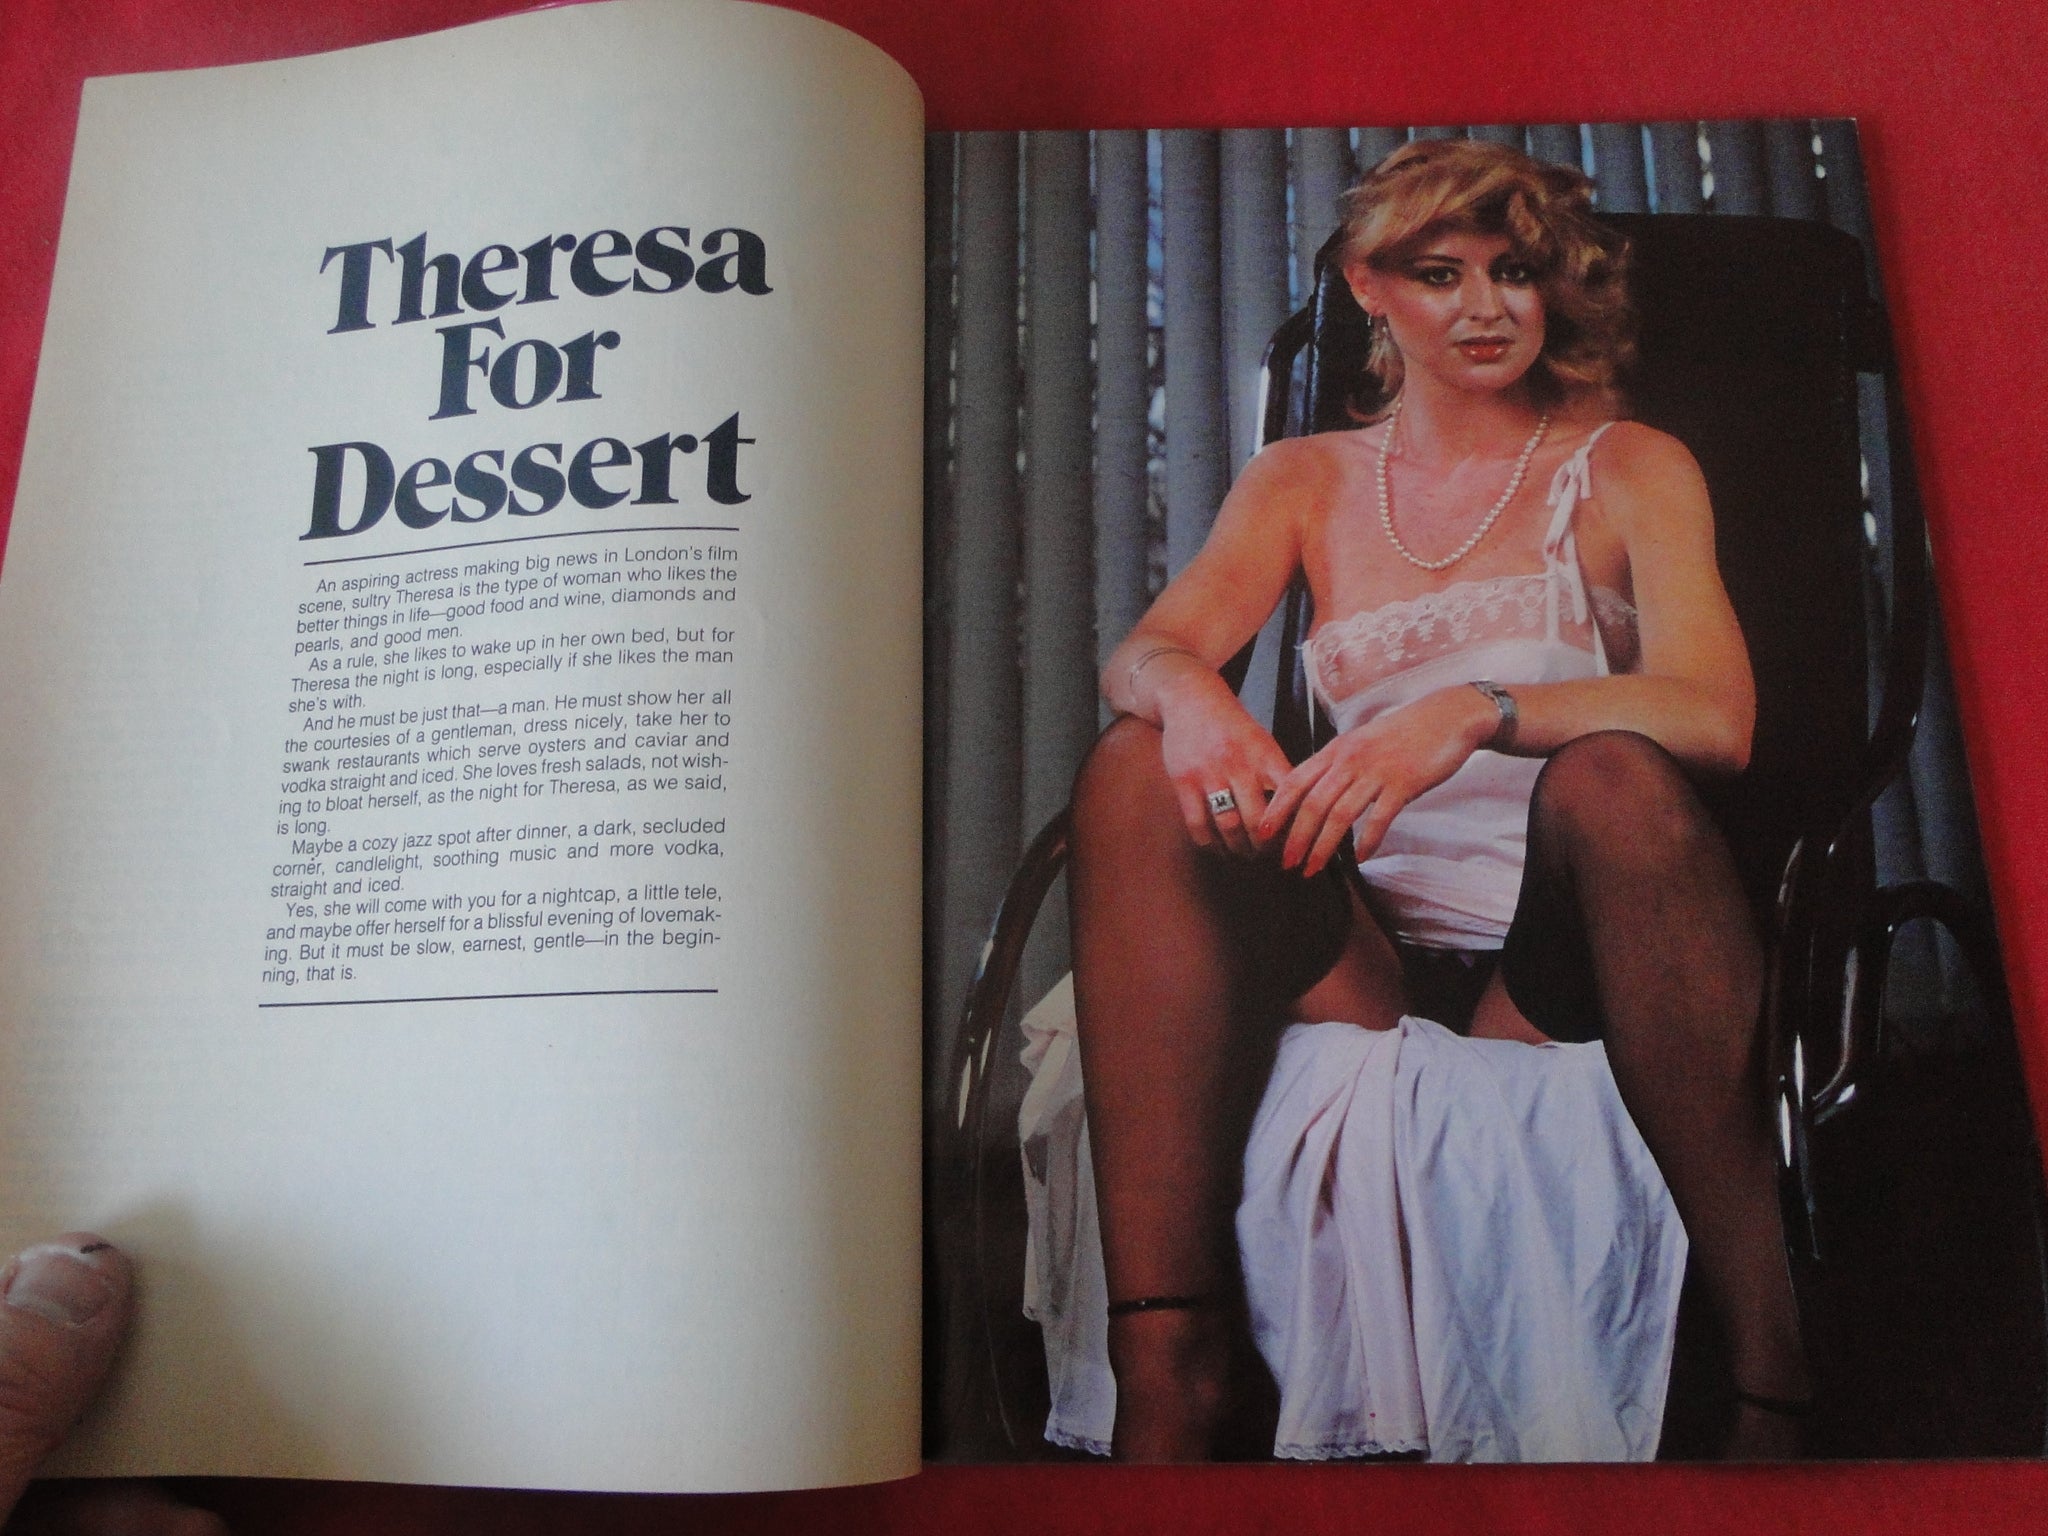 Theresa
For
Dessert
An aspiring actress making big news in London's film
scene, sultry Theresa is the type of woman who likes the
better things in life—good food and wine, diamonds and
pearls, and good men.
As a rule, she likes to wake up in her own bed, but for
Theresa the night is long, especially if she likes the man
she's with.
And he must be just that—a man. He must show her all
the courtesies of a gentleman, dress nicely, take her to
swank restaurants which serve oysters and caviar and
vodka straight and iced. She loves fresh salads, not wish-
ing to bloat herself, as the night for Theresa, as we said,
is long.
Maybe a cozy jazz spot after dinner, a dark, secluded
corner, candlelight, soothing music and more vodka,
straight and iced.
Yes, she will come with you for a nightcap, a little tele,
and maybe offer herself for a blissful evening of lovemak-
ing. But it must be slow, earnest, gentle—in the begin-
ning, that is.